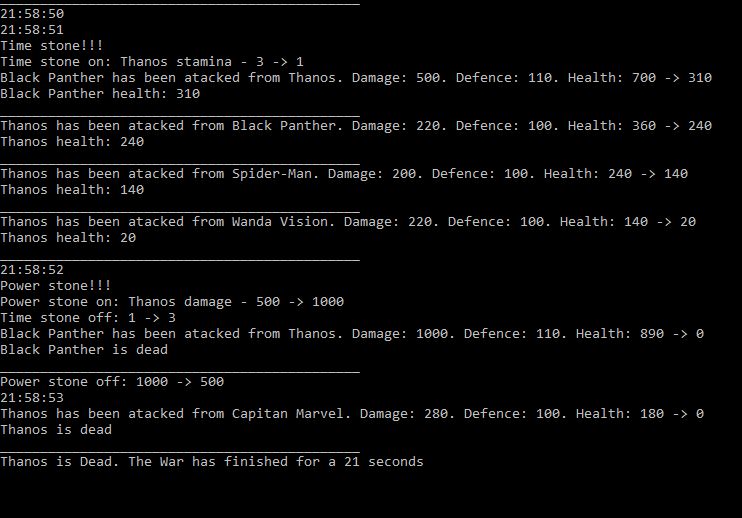 21:58:50
21:58:51
Time stone!!!
Time stone on: Thanos stamina - 3 -> 1
Black Panther has been atacked from Thanos. Damage: 500. Defence: 110. Health: 700 -> 310
Black Panther health: 310
Thanos has been atacked from Black Panther. Damage: 220. Defence: 100. Health: 360 -> 240
Thanos health: 240
Thanos has been atacked from Spider-Man. Damage: 200. Defence: 100. Health: 240 -> 140
Thanos health: 140
Thanos has been atacked from Wanda Vision. Damage: 220. Defence: 100. Health: 140 -> 20
Thanos health: 20
21:58:52
Power stone!!!
Power stone on: Thanos damage - 500 -> 1000
Time stone off: 1 -> 3
Black Panther has been atacked from Thanos. Damage: 1000. Defence: 110. Health: 890 -> 0
Black Panther is dead
Power stone off: 1000 -> 500
21:58:53
Thanos has been atacked from Capitan Marvel. Damage: 280. Defence: 100. Health: 180 -> 0
Thanos is dead
Thanos is Dead. The War has finished for a 21 seconds